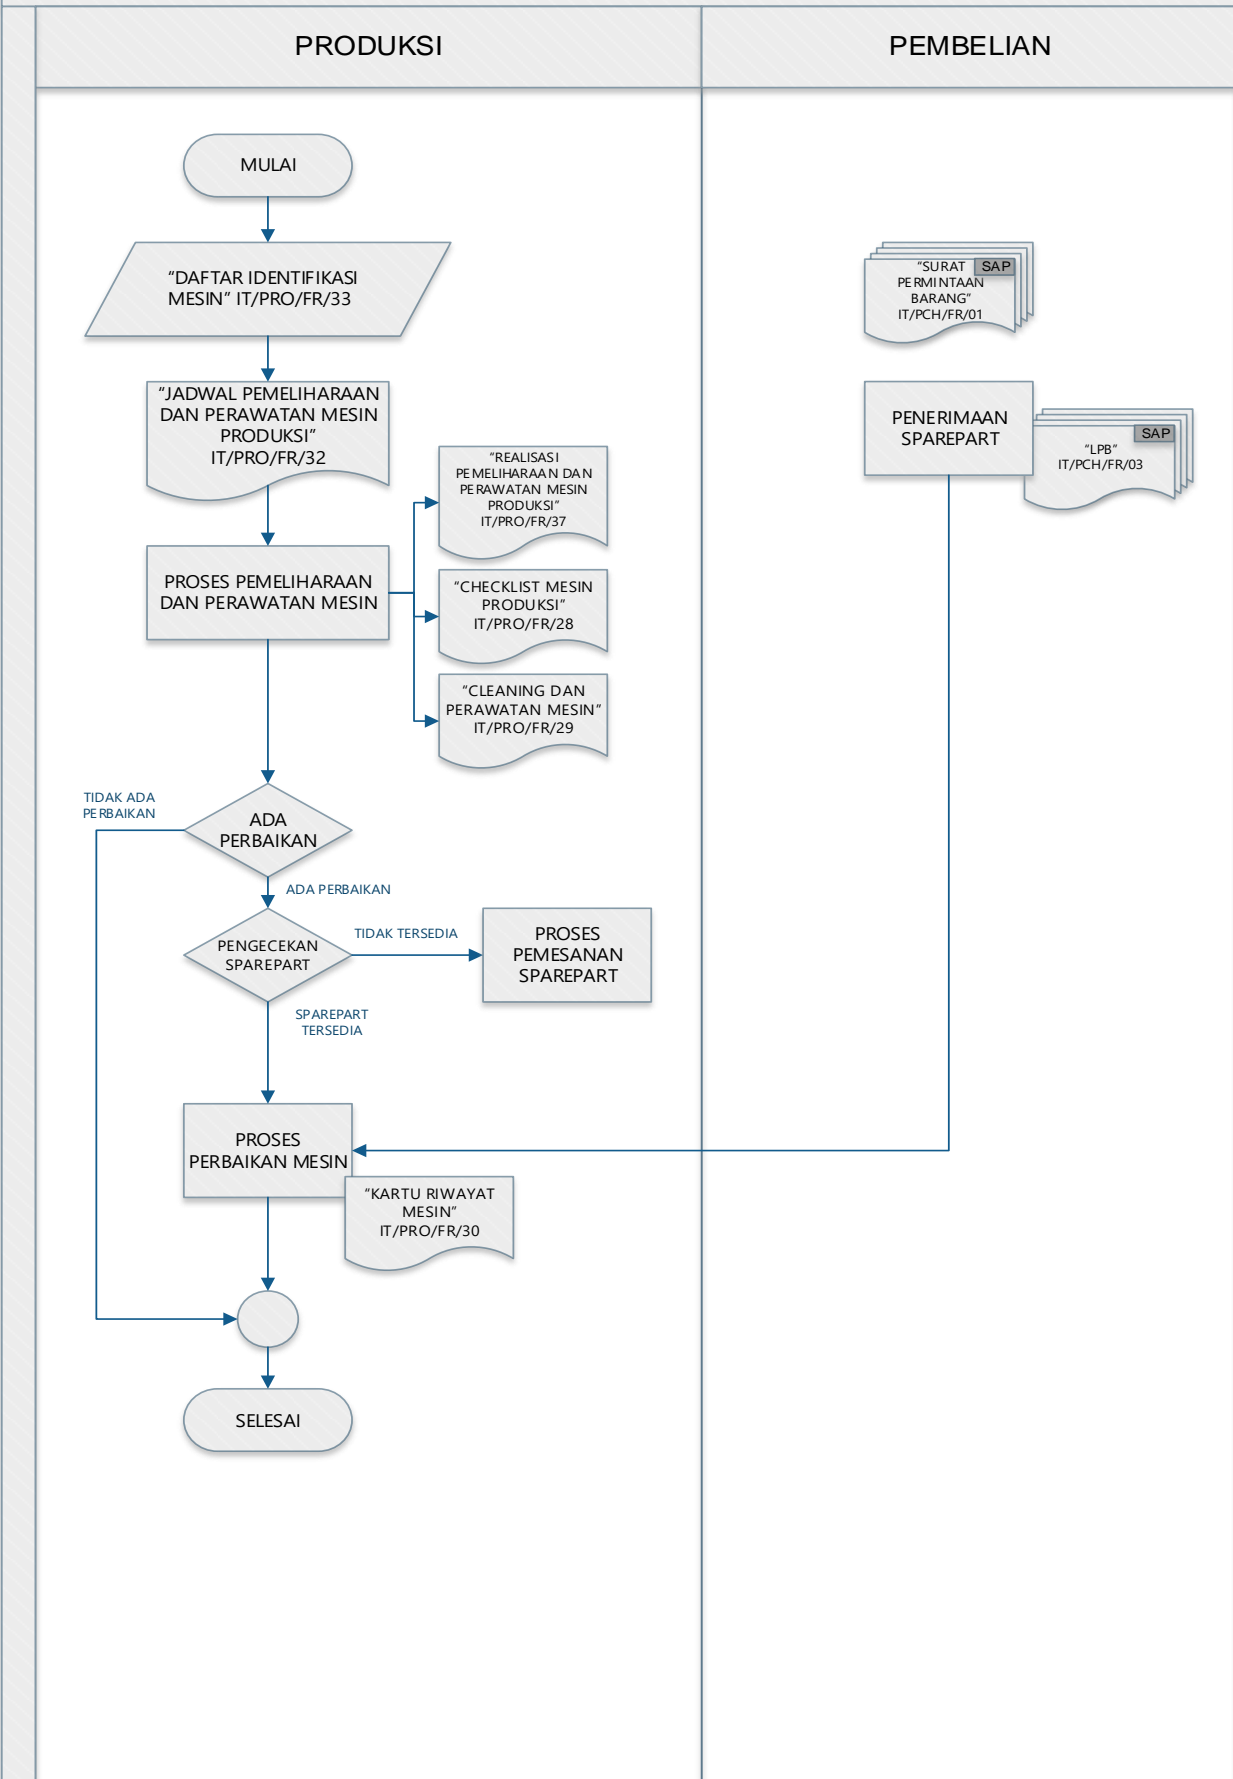 PRODUKSI
PEMBELIAN
MULAI
“DAFTAR IDENTIFIKASI
MESIN” IT/PRO/FR/33
“JADWAL PEMELIHARAAN
DAN PERAWATAN MESIN
PRODUKSI”
IT/PRO/FR/32
“REALISASI
PEMELIHARAAN DAN
PERAWATAN MESIN
PRODUKSI”
IT/PRO/FR/37
PROSES PEMELIHARAAN
DAN PERAWATAN MESIN
“CHECKLIST MESIN
PRODUKSI”
IT/PRO/FR/28
“CLEANING DAN
PERAWATAN MESIN”
IT/PRO/FR/29
TIDAK ADA
PERBAIKAN
ADA
PERBAIKAN
ADA PERBAIKAN
PENGECEKAN
SPAREPART
TIDAK TERSEDIA
PROSES
PEMESANAN
SPAREPART
SPAREPART
TERSEDIA
PROSES
PERBAIKAN MESIN
“KARTU RIWAYAT
MESIN”
IT/PRO/FR/30
SELESAI
“SURAT
SAP
PERMINTAAN
BARANG”
IT/PCH/FR/01
PENERIMAAN
SPAREPART
SAP
“LPB”
IT/PCH/FR/03